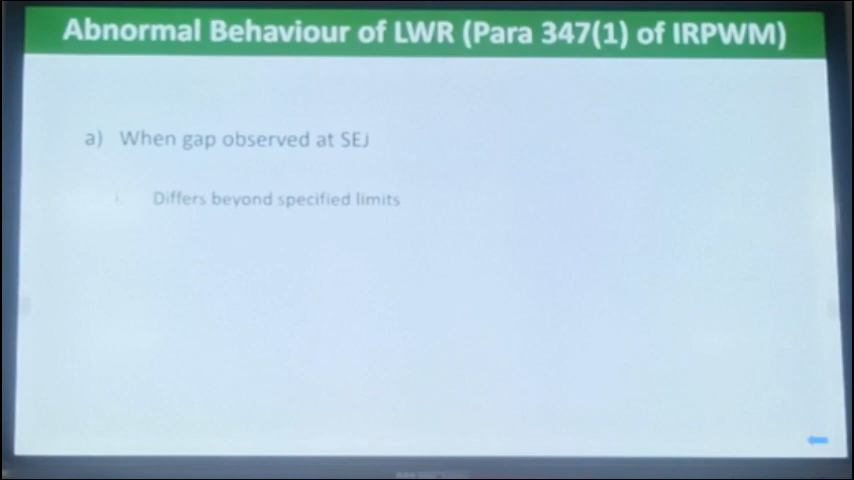 Abnormal Behaviour of LWR (Para 347(1) of IRPWM)
a) When gap observed at SEJ
i. Differs beyond specified limits